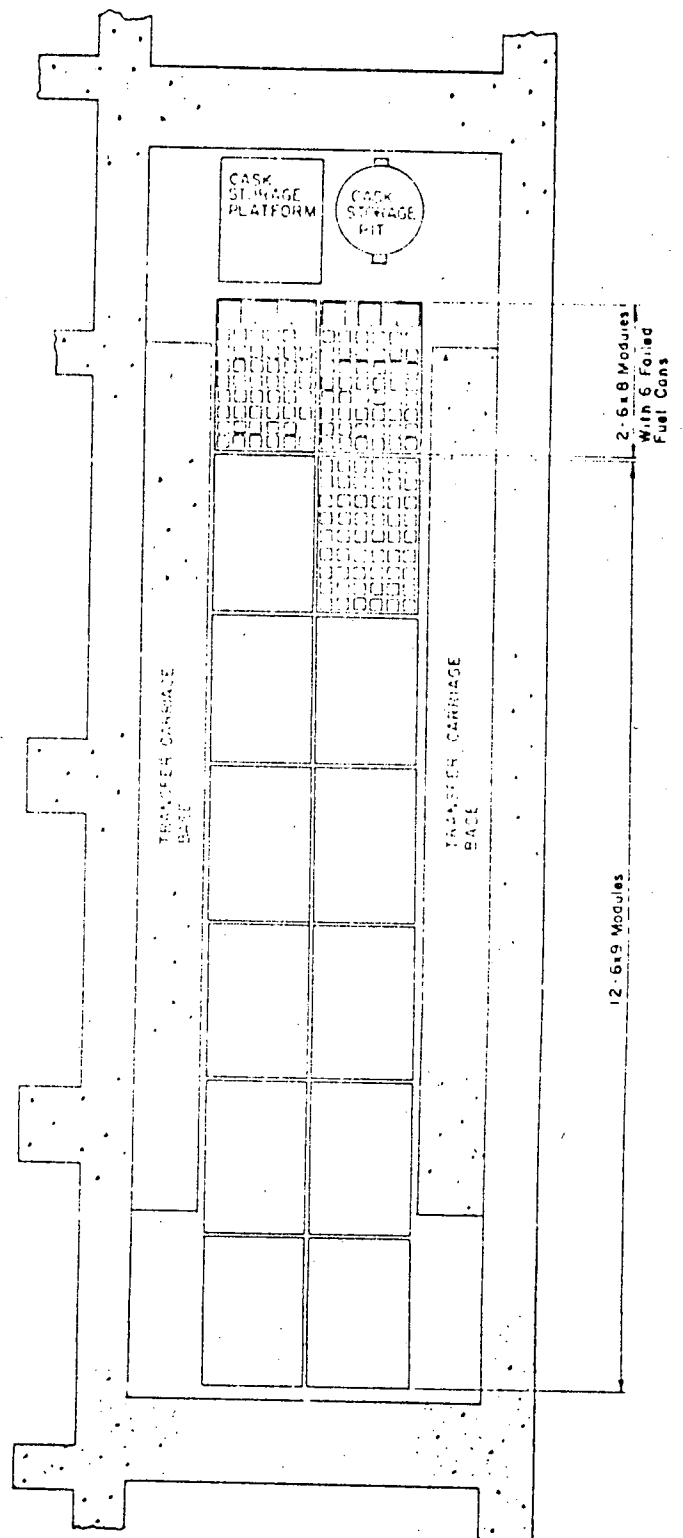 CASK
STORAGE
PLATFORM
CASK
STORAGE
PIT
2-6x8 Modules
With 6 Failed
Fuel Cans
TRANSFER CARRIAGE
BASE
TRANSFER CARRIAGE
BASE
12-6x9 Modules